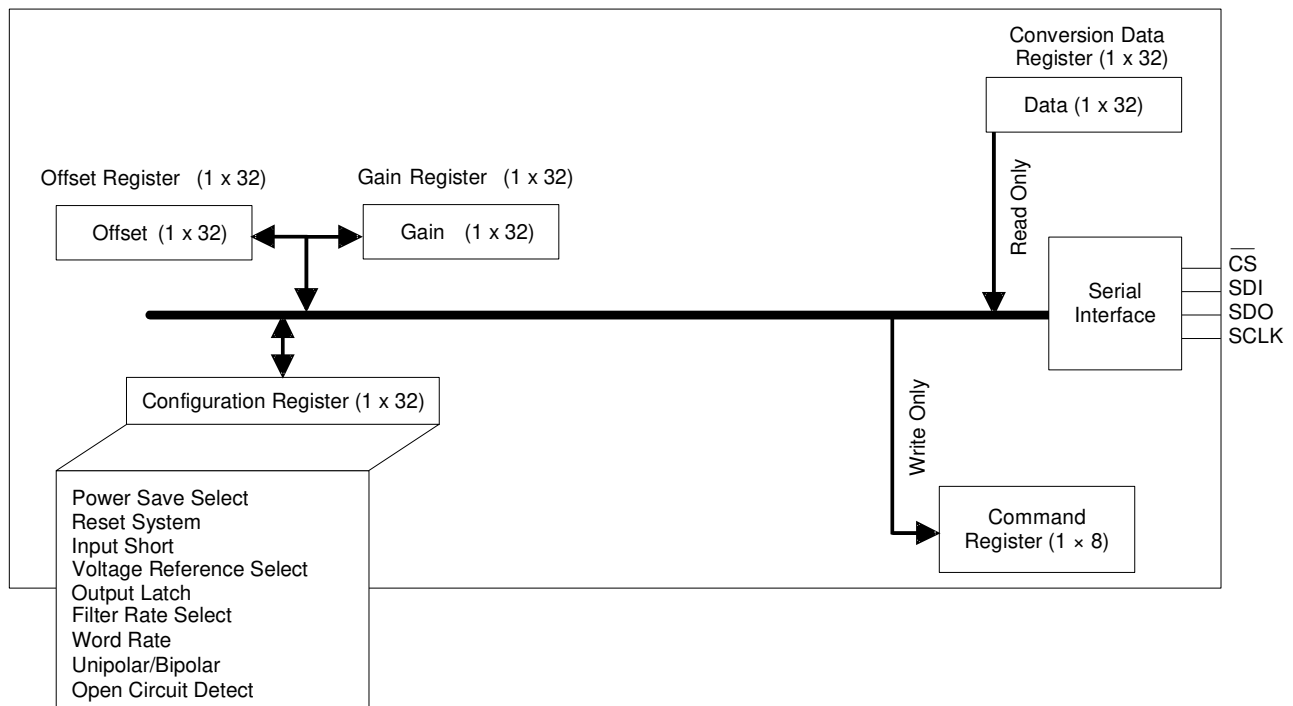 Conversion Data
Register (1 x 32)
Data (1 x 32)
Offset Register (1 x 32)
Gain Register (1 x 32)
Offset (1 x 32)
Gain (1 x 32)
Read Only
Serial
Interface
CS
SDI
SDO
SCLK
Configuration Register (1 x 32)
Write Only
Power Save Select
Reset System
Input Short
Voltage Reference Select
Output Latch
Filter Rate Select
Word Rate
Unipolar/Bipolar
Open Circuit Detect
Command
Register (1 × 8)